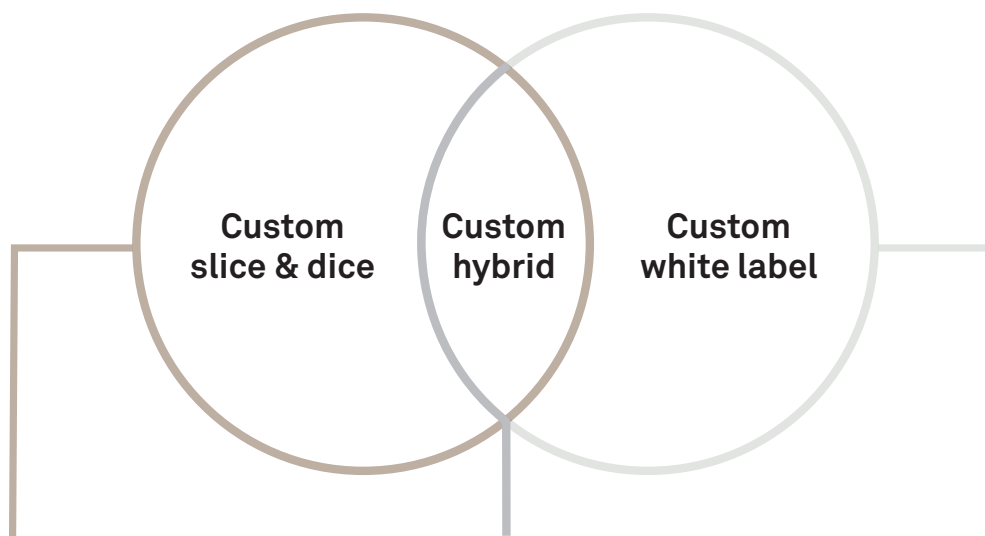 Custom
slice & dice
Custom
hybrid
Custom
white label